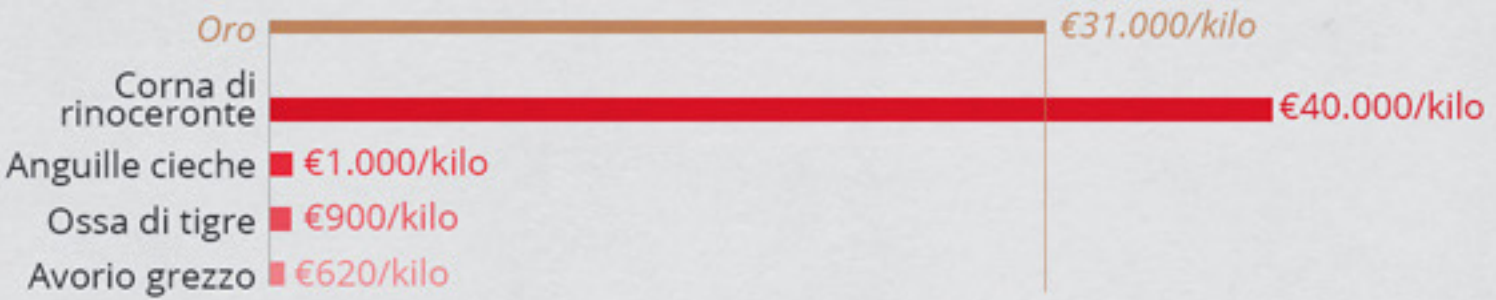 Oro €31.000/kilo
Corna di
rinoceronte €40.000/kilo
Anguille cieche €1.000/kilo
Ossa di tigre €900/kilo
Avorio grezzo €620/kilo